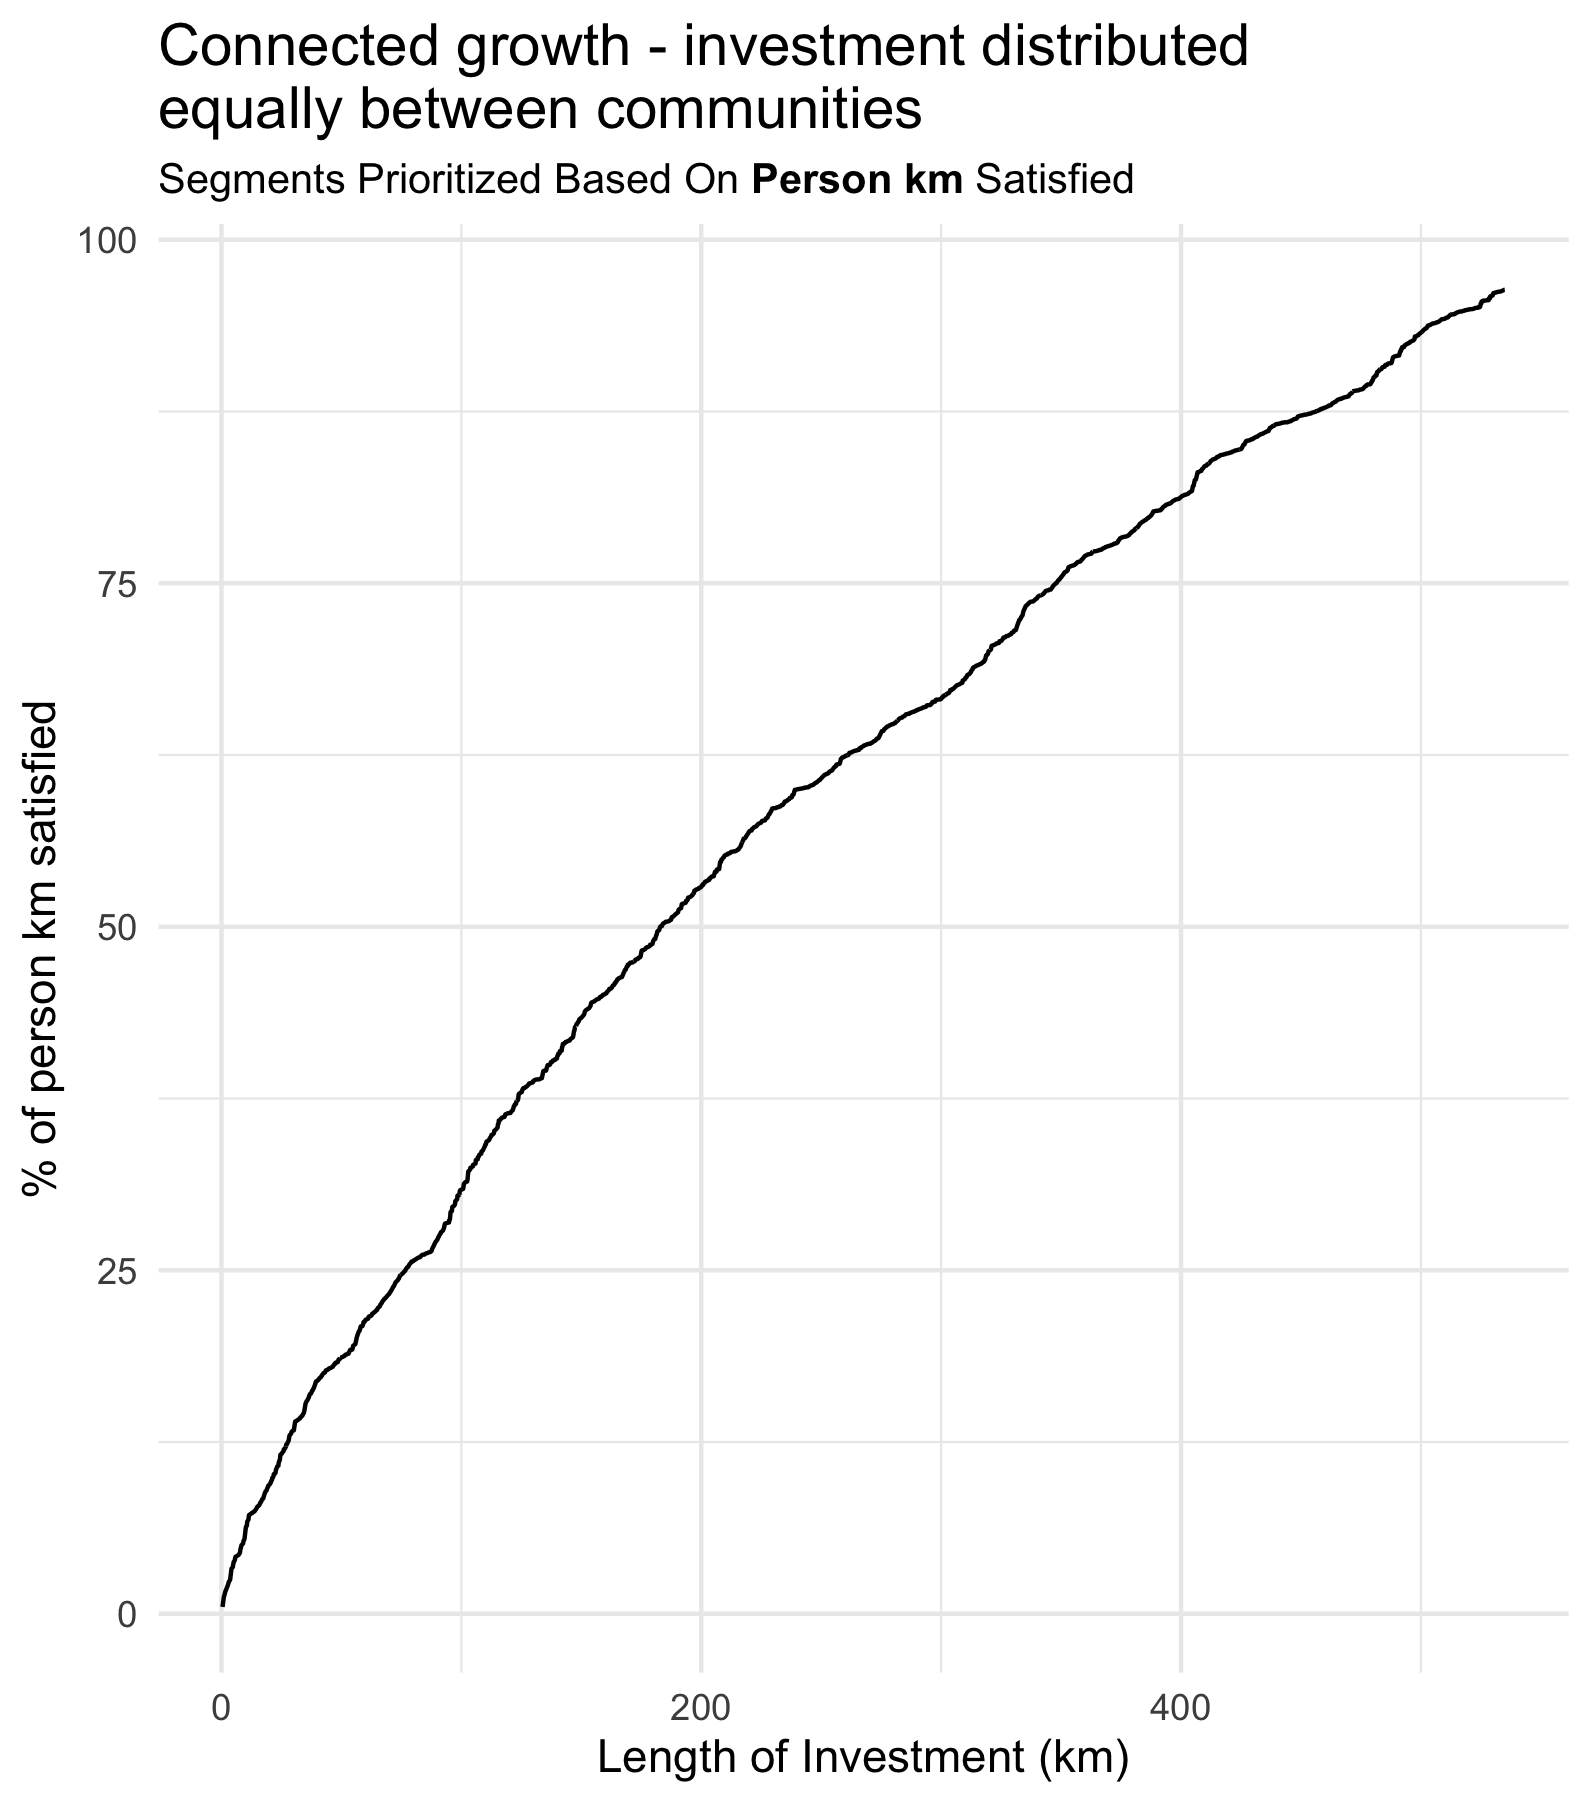 Connected growth - investment distributed
equally between communities
Segments Prioritized Based On Person km Satisfied
100
75
50
25
0
% of person km satisfied
0 200 400
Length of Investment (km)